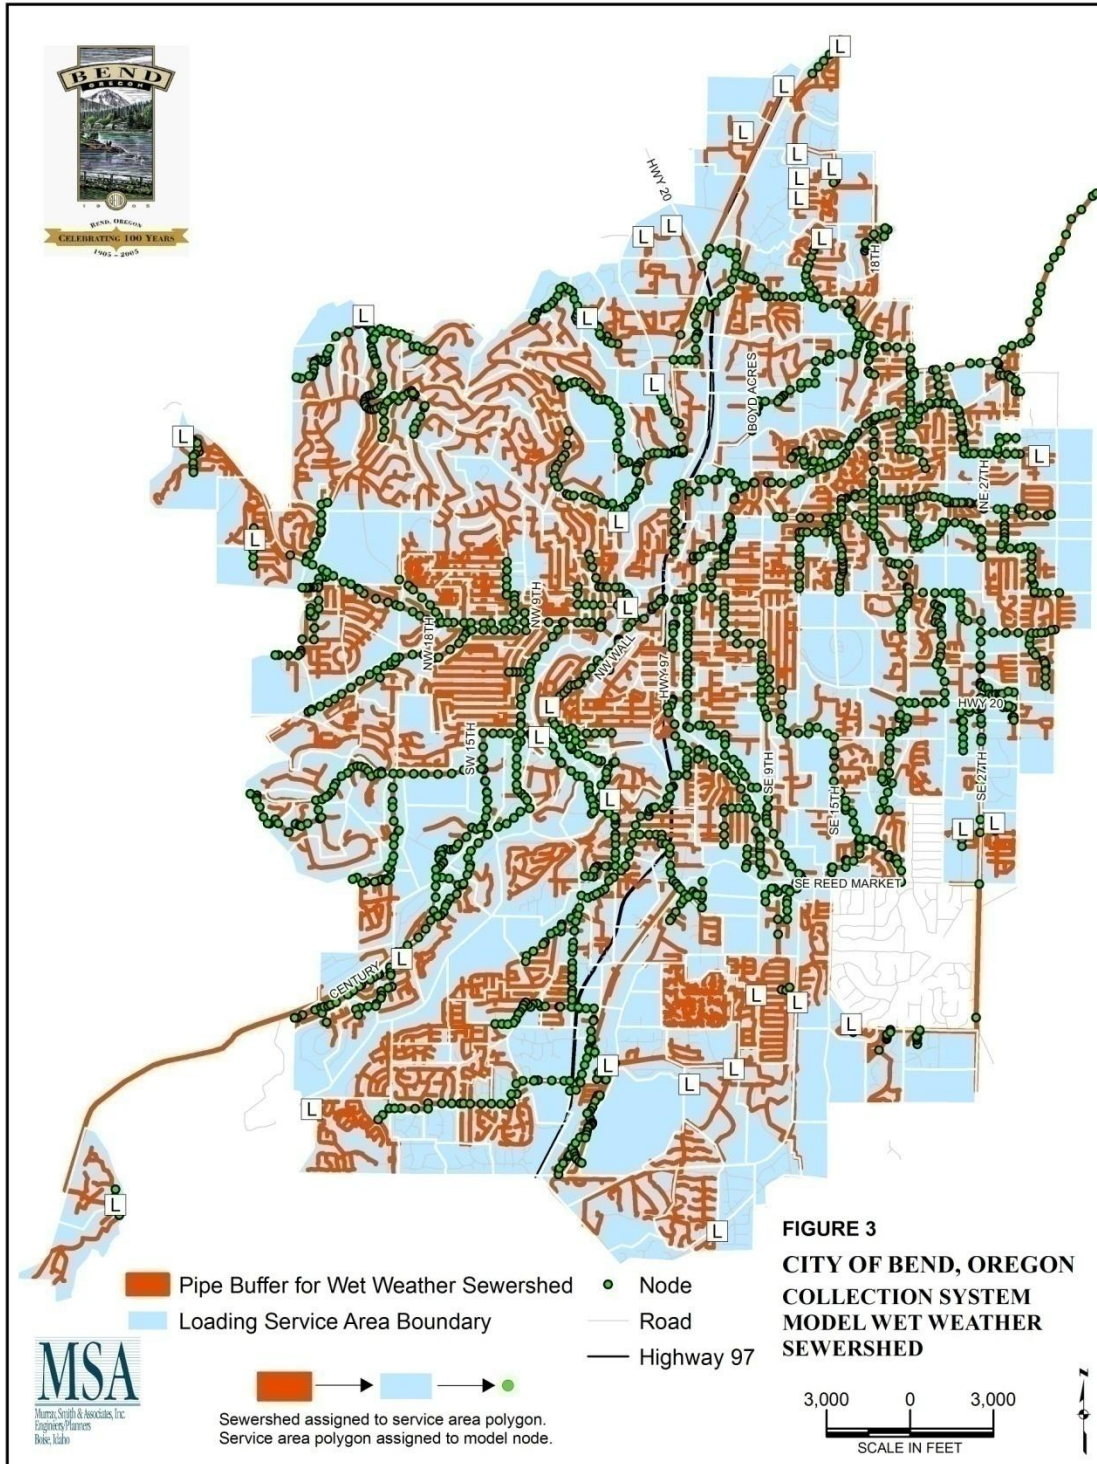 BEND
OREGON
BEND, OREGON
CELEBRATING 100 YEARS
1905 – 2005
L
L
L
L
L
L
L
HWY 20
L
L
L
18TH
L
L
BOYD ACRES
L
L
L
NE 27TH
L
L
NW 9TH
L
NW 18TH
NW WALL
HWY 97
HWY 20
L
L
SW 15TH
SE 9TH
SE 27TH
L
SE 15TH
L
L
SE REED MARKET
L
CENTURY
L
L
L
L
L
L
L
L
L
FIGURE 3
CITY OF BEND, OREGON
COLLECTION SYSTEM
MODEL WET WEATHER
SEWERSHED
Pipe Buffer for Wet Weather Sewershed
Loading Service Area Boundary
Node
Road
Highway 97
Sewershed assigned to service area polygon.
Service area polygon assigned to model node.
MSA
Murray, Smith & Associates, Inc.
Engineers/Planners
Boise, Idaho
3,000 0 3,000
SCALE IN FEET